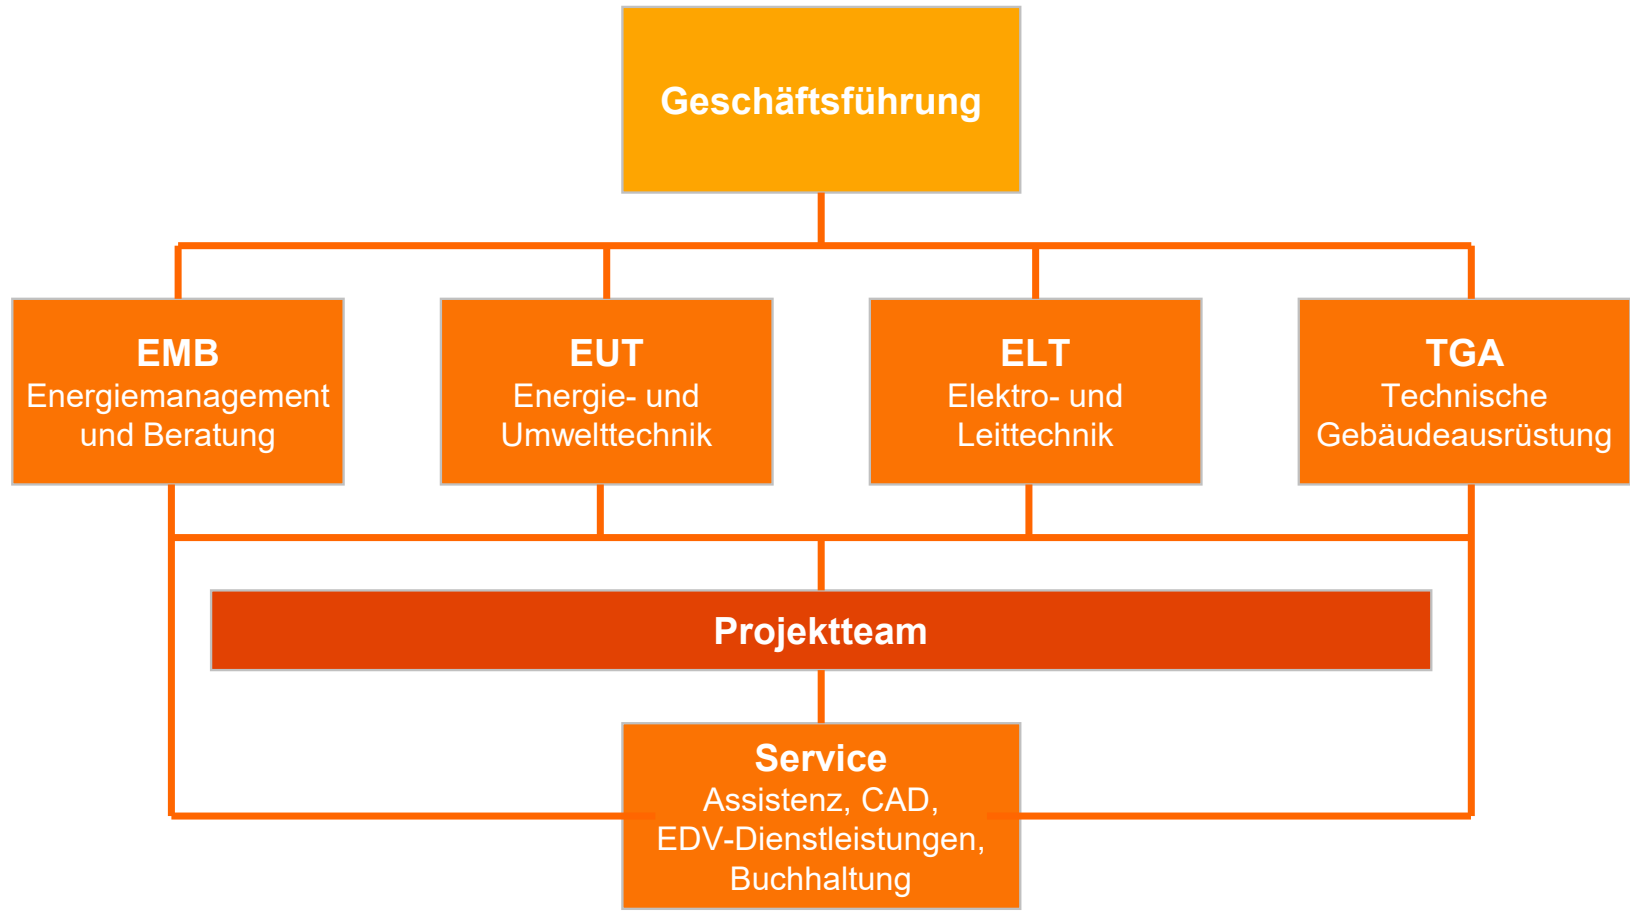 Geschäftsführung
EMB
Energiemanagement
und Beratung
EUT
Energie- und
Umwelttechnik
ELT
Elektro- und
Leittechnik
TGA
Technische
Gebäudeausrüstung
Projektteam
Service
Assistenz, CAD,
EDV-Dienstleistungen,
Buchhaltung